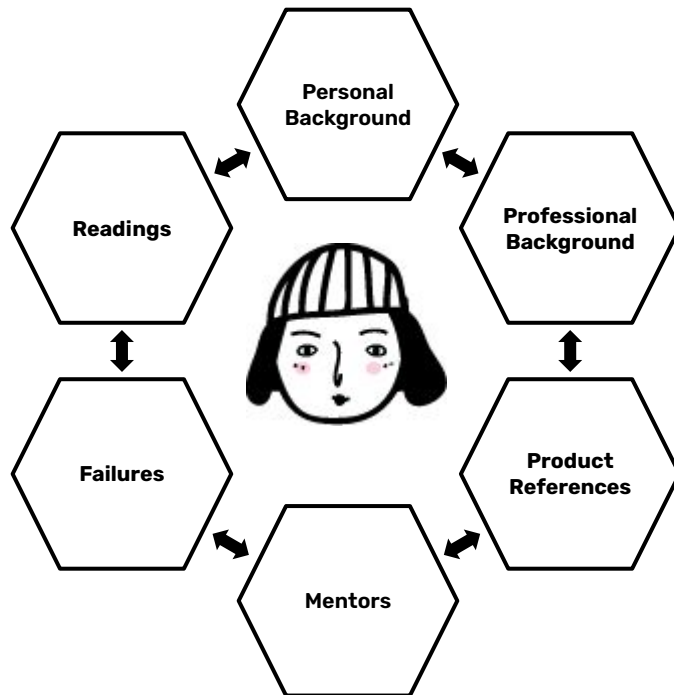 Personal
Background
Readings
Professional
Background
Failures
Product
References
Mentors